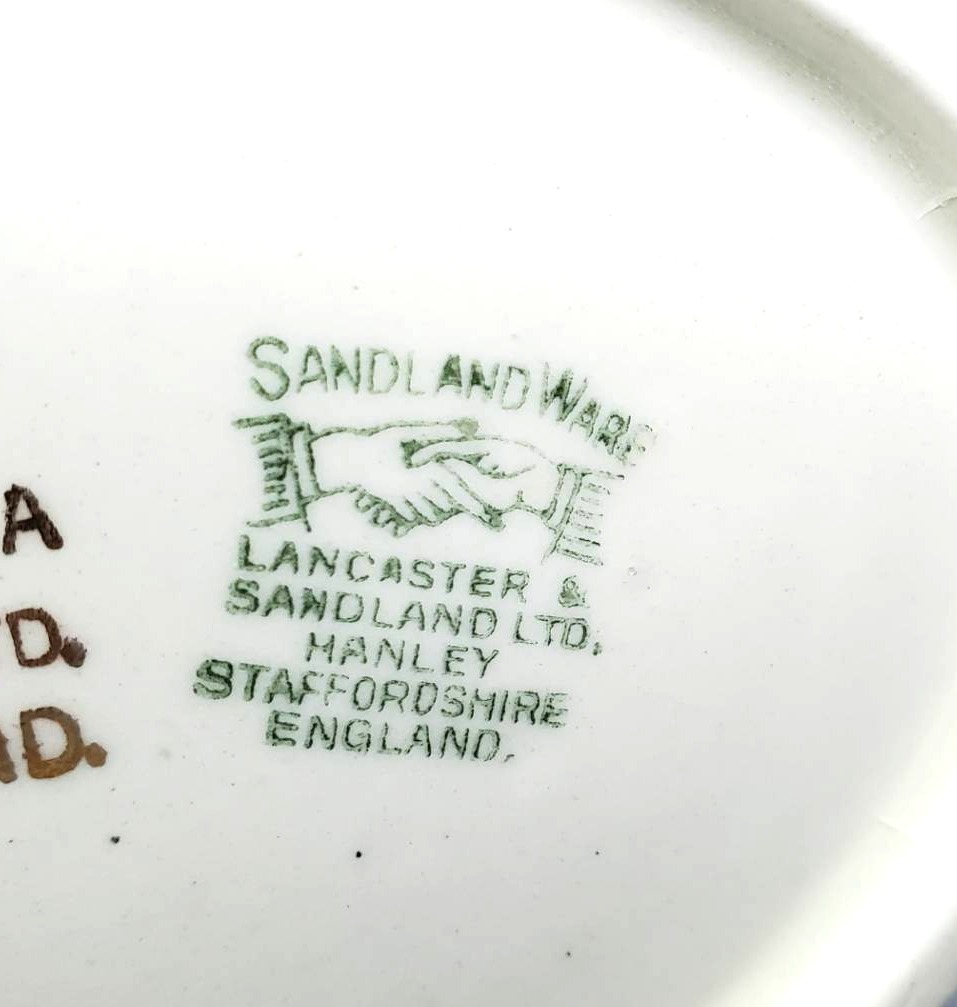 SANDLAND WARE
LANCASTER &
SANDLAND LTD.
HANLEY
STAFFORDSHIRE
ENGLAND.